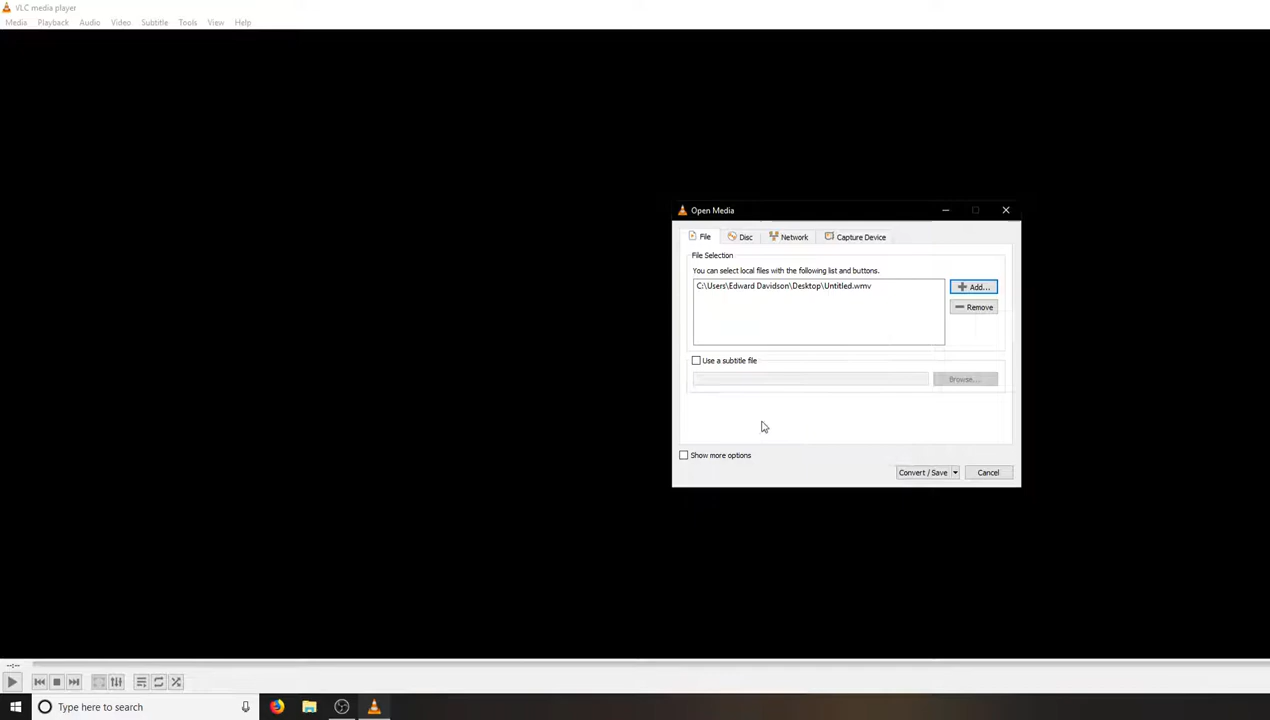 VLC media player
Media Playback Audio Video Subtitle Tools View Help
Open Media
File Disc Network Capture Device
File Selection
You can select local files with the following list and buttons.
C:\Users\Edward Davidson\Desktop\Untitled.wmv
Add...
Remove
Use a subtitle file
Browse...
Show more options
Convert / Save Cancel
--:--
Type here to search